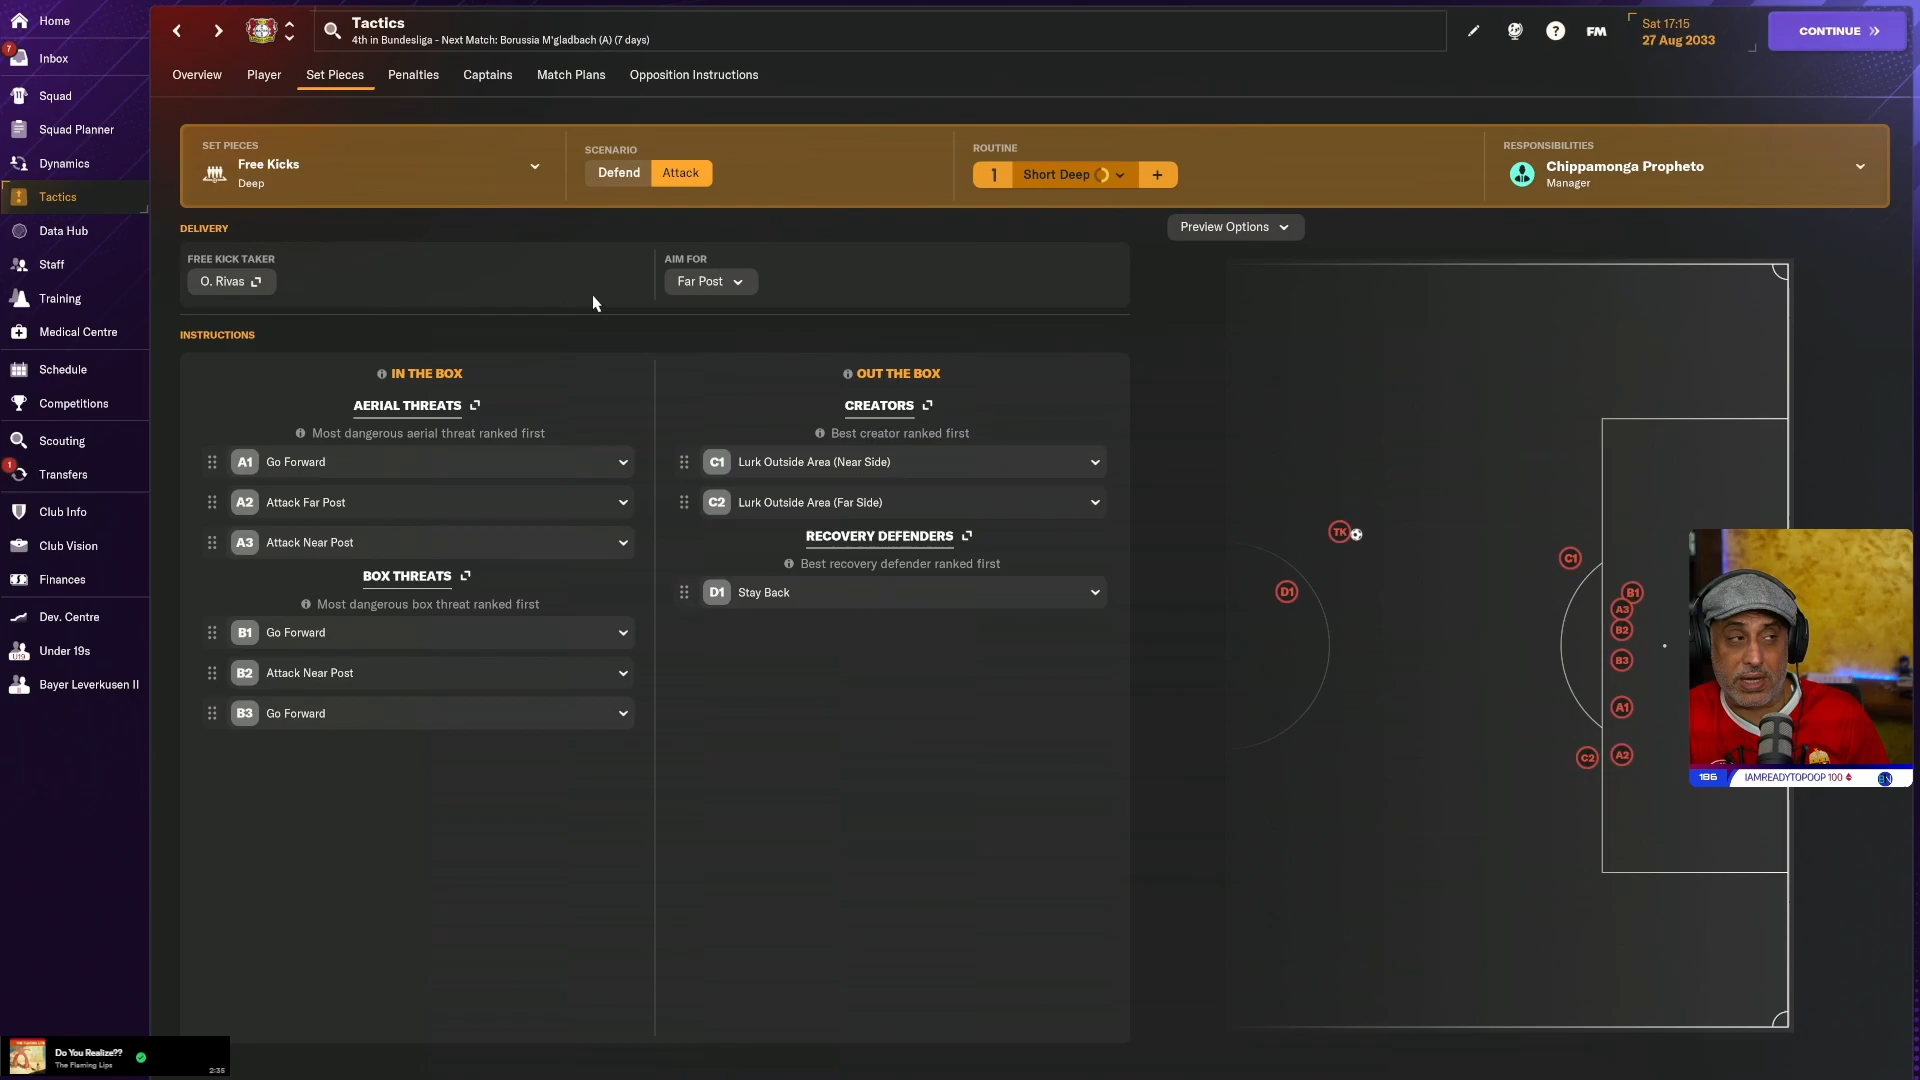 Home
7
Inbox
Squad
Squad Planner
Dynamics
Tactics
Data Hub
Staff
Training
Medical Centre
Schedule
Competitions
Scouting
1
Transfers
Club Info
Club Vision
Finances
Dev. Centre
Under 19s
Bayer Leverkusen II
Tactics
4th in Bundesliga - Next Match: Borussia M'gladbach (A) (7 days)
FM
Sat 17:15
27 Aug 2033
CONTINUE
Overview
Player
Set Pieces
Penalties
Captains
Match Plans
Opposition Instructions
SET PIECES
Free Kicks
Deep
SCENARIO
Defend
Attack
ROUTINE
1
Short Deep
+
RESPONSIBILITIES
Chippamonga Propheto
Manager
DELIVERY
FREE KICK TAKER
O. Rivas
AIM FOR
Far Post
Preview Options
INSTRUCTIONS
IN THE BOX
AERIAL THREATS
Most dangerous aerial threat ranked first
A1 Go Forward
A2 Attack Far Post
A3 Attack Near Post
BOX THREATS
Most dangerous box threat ranked first
B1 Go Forward
B2 Attack Near Post
B3 Go Forward
OUT THE BOX
CREATORS
Best creator ranked first
C1 Lurk Outside Area (Near Side)
C2 Lurk Outside Area (Far Side)
RECOVERY DEFENDERS
Best recovery defender ranked first
D1 Stay Back
TK
D1
C1
B1
A3
B2
B3
A1
C2
A2
186
IAMREADYTOPOOP 100
Do You Realize??
The Flaming Lips
2:35